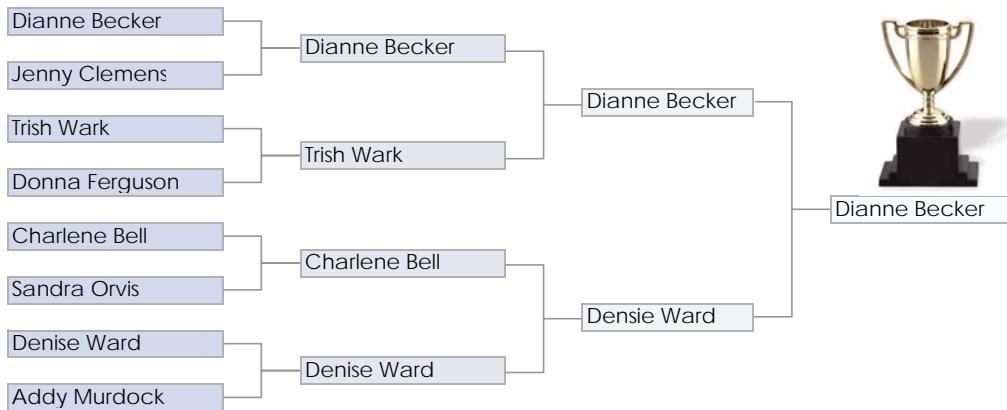 Dianne Becker
Jenny Clemens
Trish Wark
Donna Ferguson
Charlene Bell
Sandra Orvis
Denise Ward
Addy Murdock
Dianne Becker
Trish Wark
Charlene Bell
Denise Ward
Dianne Becker
Densie Ward
Dianne Becker